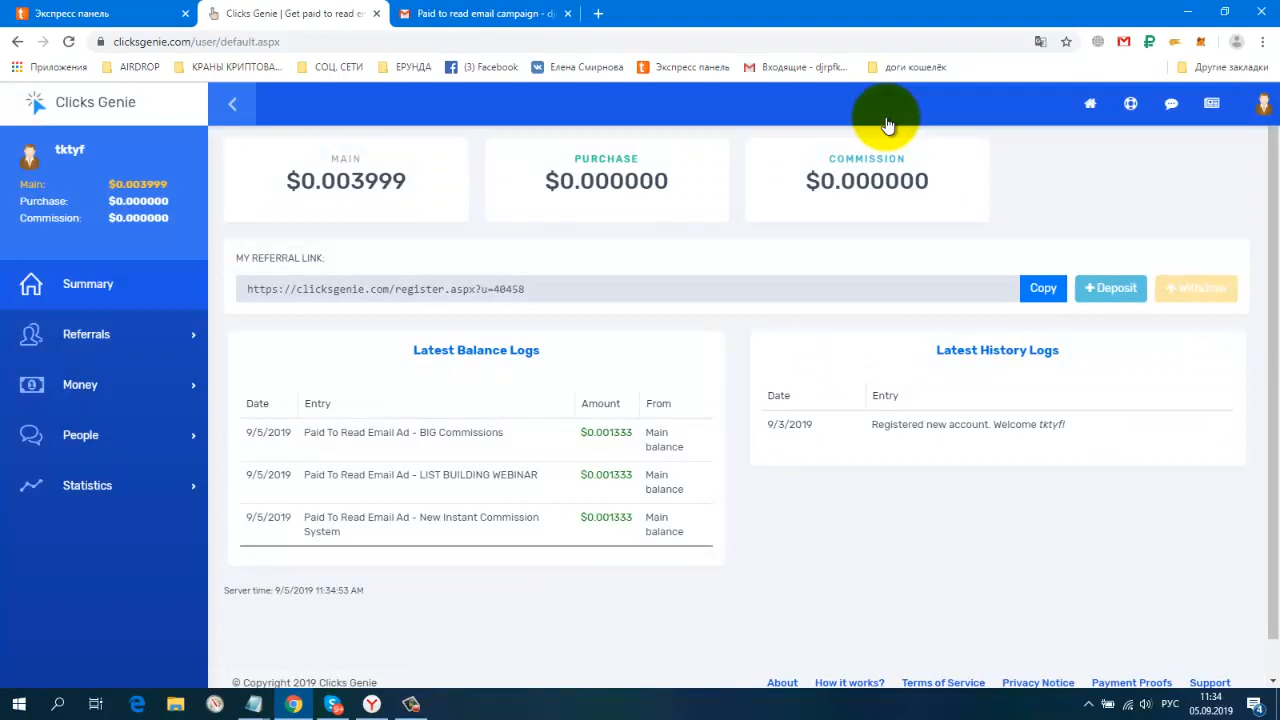 Экспресс панель
Clicks Genie | Get paid to read e
Paid to read email campaign - d
clicksgenie.com/user/default.aspx
Приложения
AIRDROP
КРАНЫ КРИПТОВА...
СОЦ. СЕТИ
ЕРУНДА
(3) Facebook
Елена Смирнова
Экспресс панель
Входящие - djrpfk...
доги кошелёк
Другие закладки
Clicks Genie
tktyf
Main: $0.003999
Purchase: $0.000000
Commission: $0.000000
Summary
Referrals
Money
People
Statistics
MAIN
$0.003999
PURCHASE
$0.000000
COMMISSION
$0.000000
MY REFERRAL LINK:
https://clicksgenie.com/register.aspx?u=40458
Copy
Deposit
Withdraw
Latest Balance Logs
Date Entry Amount From
9/5/2019 Paid To Read Email Ad - BIG Commissions $0.001333 Main
balance
9/5/2019 Paid To Read Email Ad - LIST BUILDING WEBINAR $0.001333 Main
balance
9/5/2019 Paid To Read Email Ad - New Instant Commission $0.001333 Main
System balance
Latest History Logs
Date Entry
9/3/2019 Registered new account. Welcome tktyf!
Server time: 9/5/2019 11:34:53 AM
© Copyright 2019 Clicks Genie
About How it works? Terms of Service Privacy Notice Payment Proofs Support
РУС
11:34
05.09.2019
4